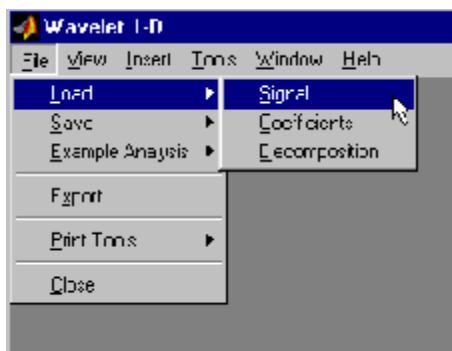 Wavelet 1-D
File View Insert Tools Window Help
Load
Save
Example Analysis
Export
Print Tools
Close
Signal
Coefficients
Decomposition